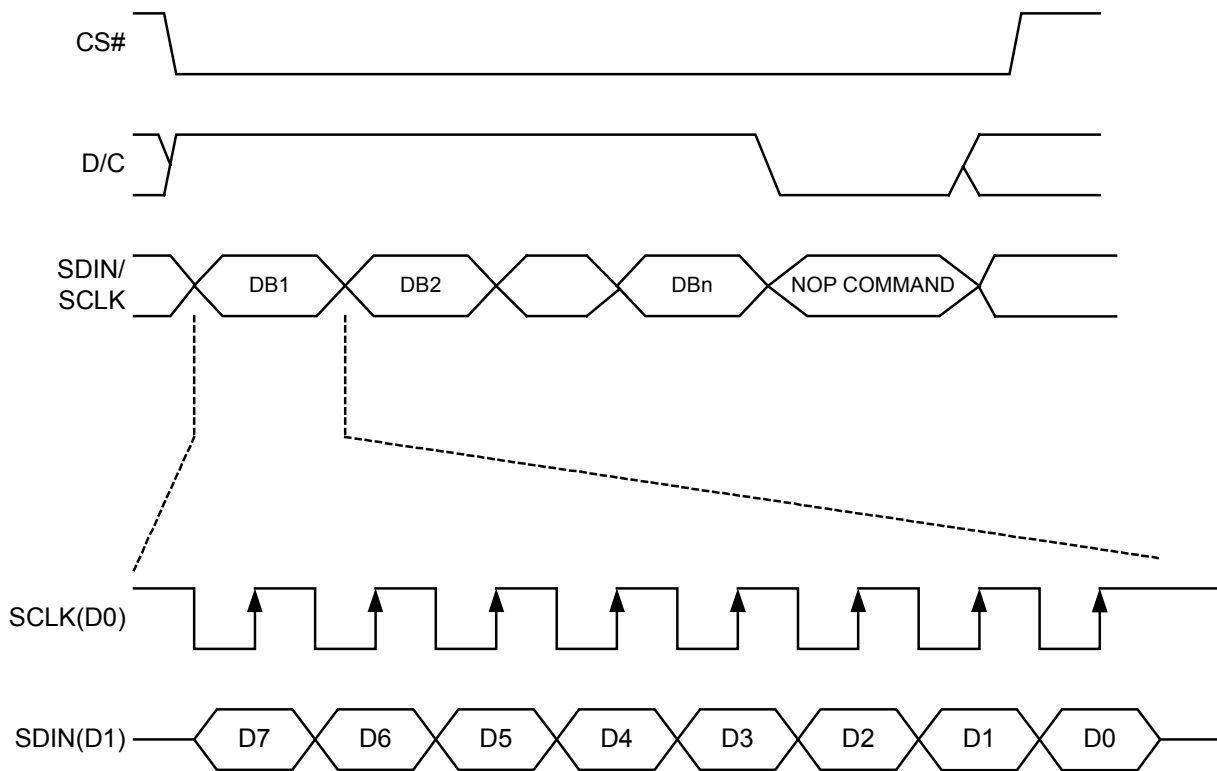 CS#
D/C
SDIN/
SCLK
DB1
DB2
DBn
NOP COMMAND
SCLK(D0)
SDIN(D1)
D7
D6
D5
D4
D3
D2
D1
D0